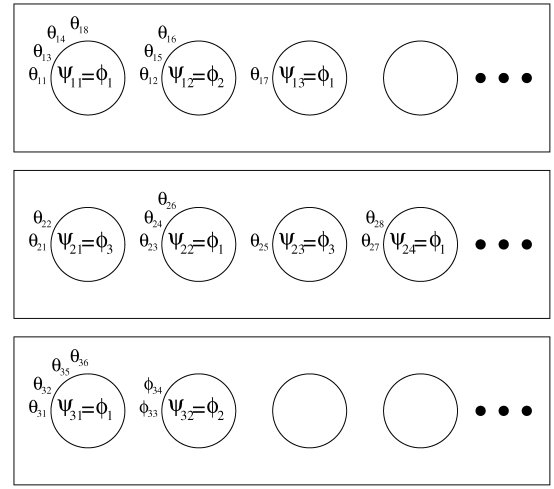 θ₁₈
θ₁₄
θ₁₆
θ₁₃ θ₁₅
θ₁₁ ψ₁₁=ϕ₁ θ₁₂ ψ₁₂=ϕ₂ θ₁₇ ψ₁₃=ϕ₁
θ₂₆
θ₂₂ θ₂₄ θ₂₈
θ₂₁ ψ₂₁=ϕ₃ θ₂₃ ψ₂₂=ϕ₁ θ₂₅ ψ₂₃=ϕ₃ θ₂₇ ψ₂₄=ϕ₁
θ₃₅ θ₃₆
θ₃₂ ϕ₃₄
θ₃₁ ψ₃₁=ϕ₁ ϕ₃₃ ψ₃₂=ϕ₂